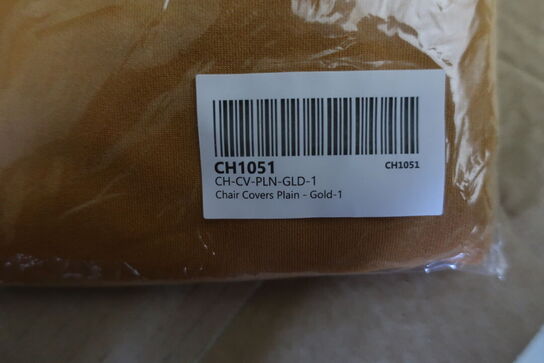 CH1051 CH1051
CH-CV-PLN-GLD-1
Chair Covers Plain - Gold-1